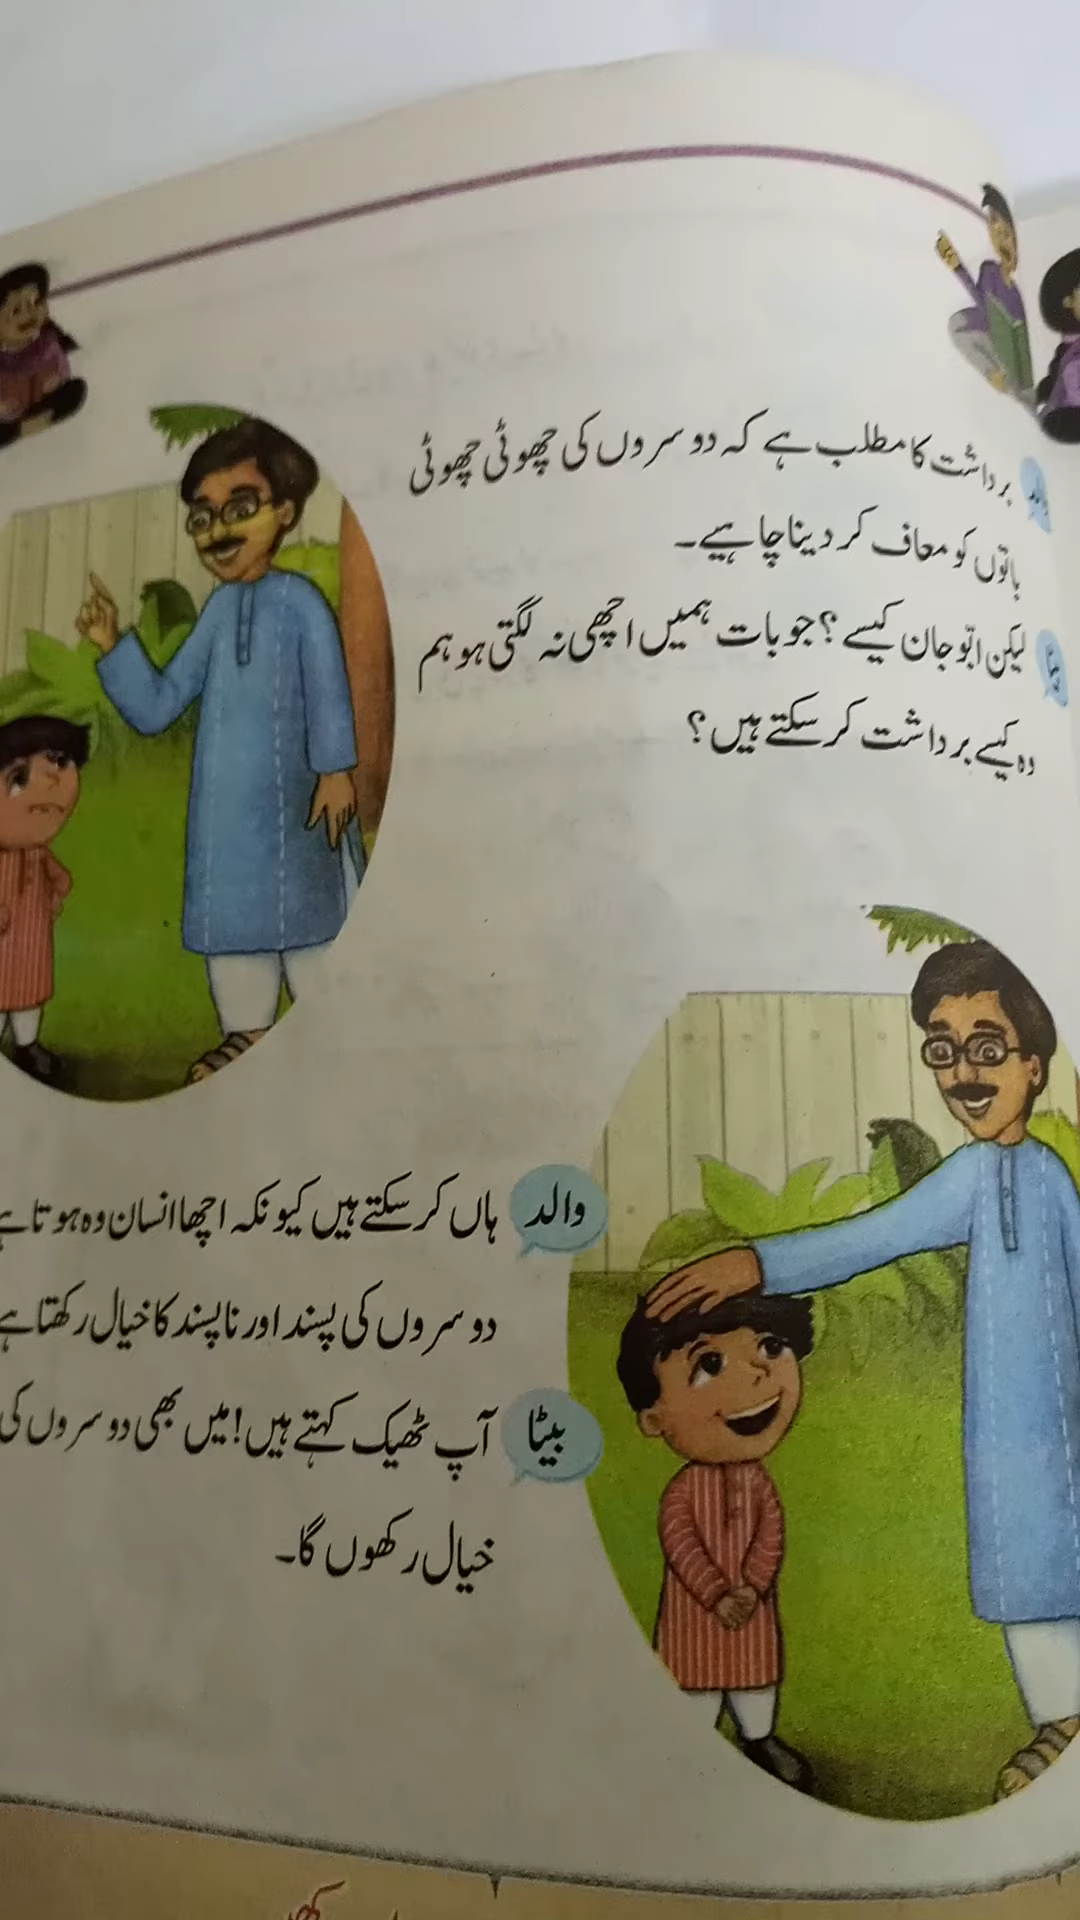 برداشت کا مطلب ہے کہ دوسروں کی چھوٹی چھوٹی
باتوں کو معاف کر دینا چاہیے۔
لیکن ابّو جان کیسے؟ جو بات ہمیں اچھی نہ لگتی ہو ہم
وہ کیسے برداشت کر سکتے ہیں؟
والد ہاں کر سکتے ہیں کیونکہ اچھا انسان وہ ہوتا ہے
دوسروں کی پسند اور ناپسند کا خیال رکھتا ہے
بیٹا آپ ٹھیک کہتے ہیں! میں بھی دوسروں کی
خیال رکھوں گا۔